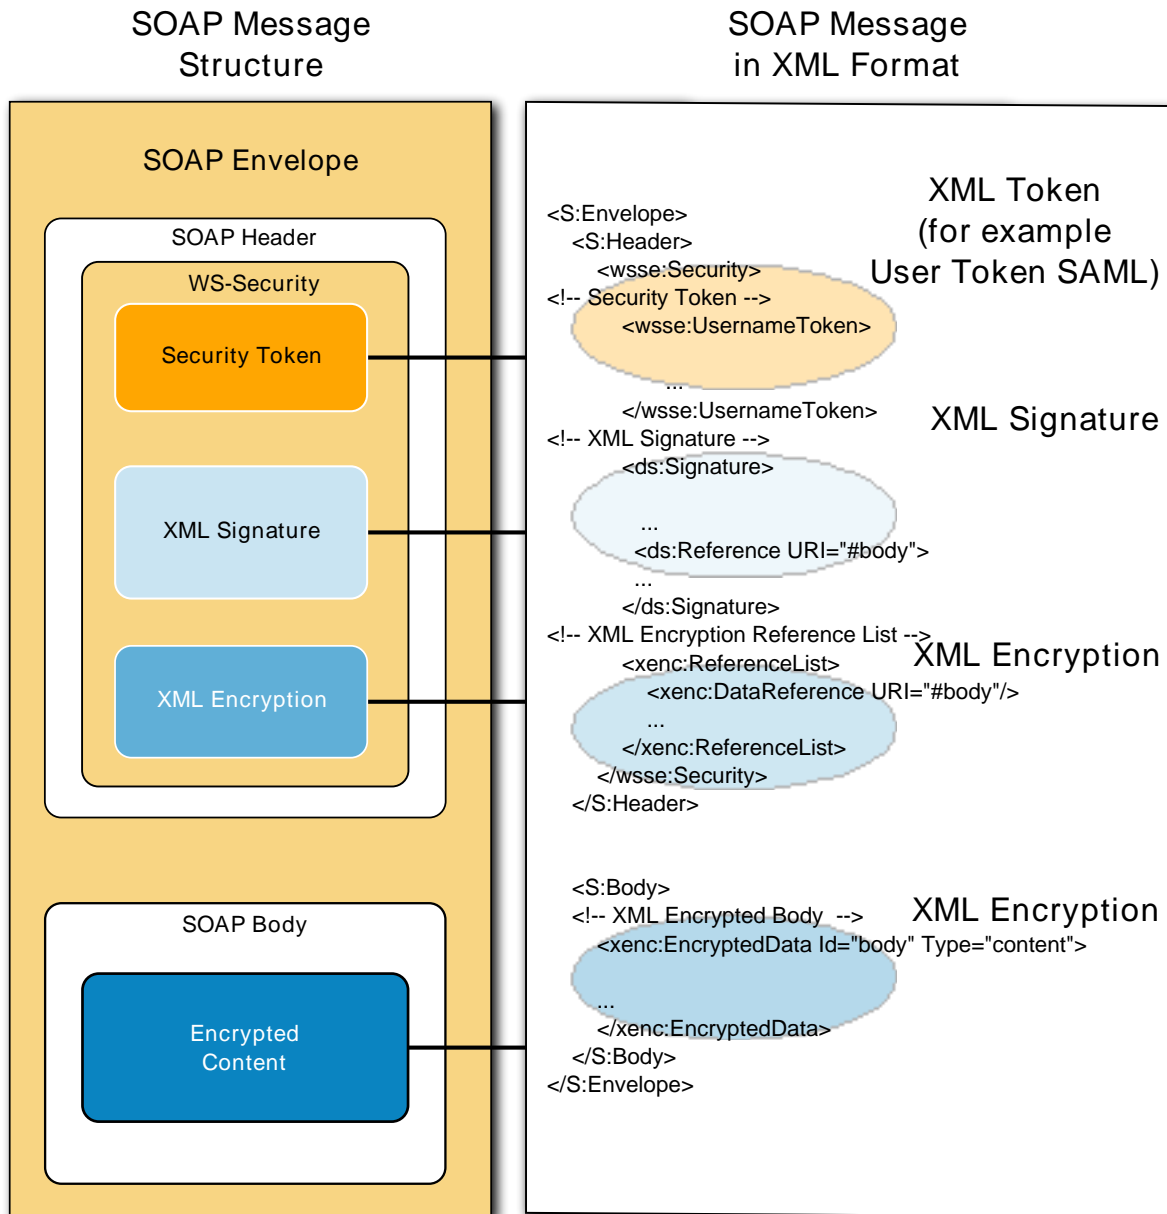 SOAP Message
Structure
SOAP Envelope
SOAP Header
WS-Security
Security Token
XML Signature
XML Encryption
SOAP Body
Encrypted
Content
SOAP Message
in XML Format
XML Token
(for example
User Token SAML)
<S:Envelope>
<S:Header>
<wsse:Security>
<!-- Security Token -->
<wsse:UsernameToken>
...
</wsse:UsernameToken>
XML Signature
<!-- XML Signature -->
<ds:Signature>
...
<ds:Reference URI="#body">
...
</ds:Signature>
<!-- XML Encryption Reference List -->
XML Encryption
<xenc:ReferenceList>
<xenc:DataReference URI="#body"/>
...
</xenc:ReferenceList>
</wsse:Security>
</S:Header>
<S:Body>
<!-- XML Encrypted Body -->
XML Encryption
<xenc:EncryptedData Id="body" Type="content">
...
</xenc:EncryptedData>
</S:Body>
</S:Envelope>